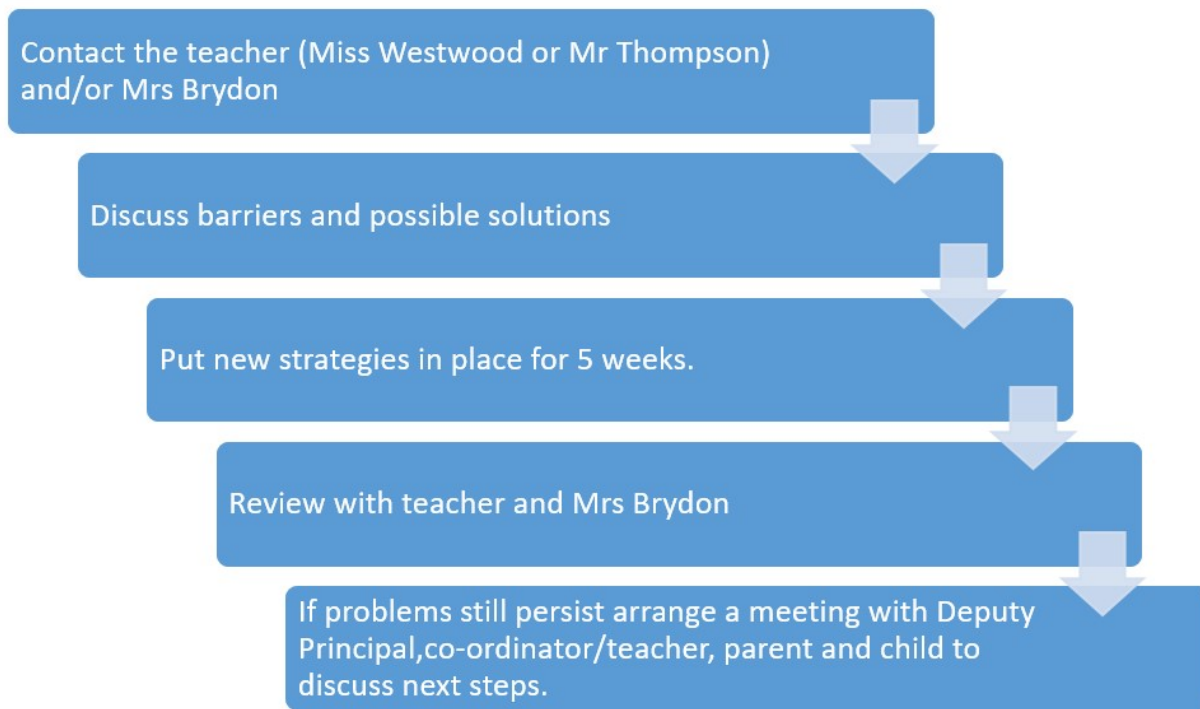 Contact the teacher (Miss Westwood or Mr Thompson)
and/or Mrs Brydon
Discuss barriers and possible solutions
Put new strategies in place for 5 weeks.
Review with teacher and Mrs Brydon
If problems still persist arrange a meeting with Deputy
Principal,co-ordinator/teacher, parent and child to
discuss next steps.